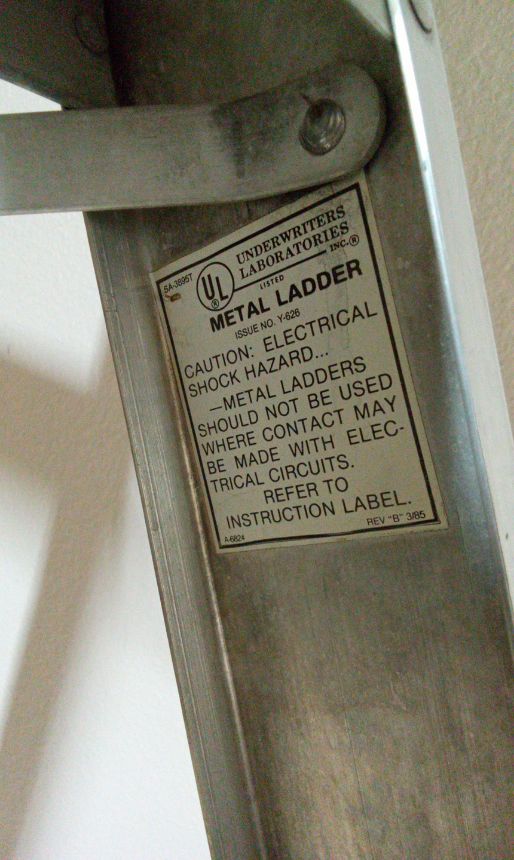 SA-3895T
UL
®
UNDERWRITERS
LABORATORIES
INC.®
LISTED
METAL LADDER
ISSUE NO. Y-626
CAUTION: ELECTRICAL
SHOCK HAZARD...
—METAL LADDERS
SHOULD NOT BE USED
WHERE CONTACT MAY
BE MADE WITH ELEC-
TRICAL CIRCUITS.
REFER TO
INSTRUCTION LABEL.
A-6824
REV "B" 3/85